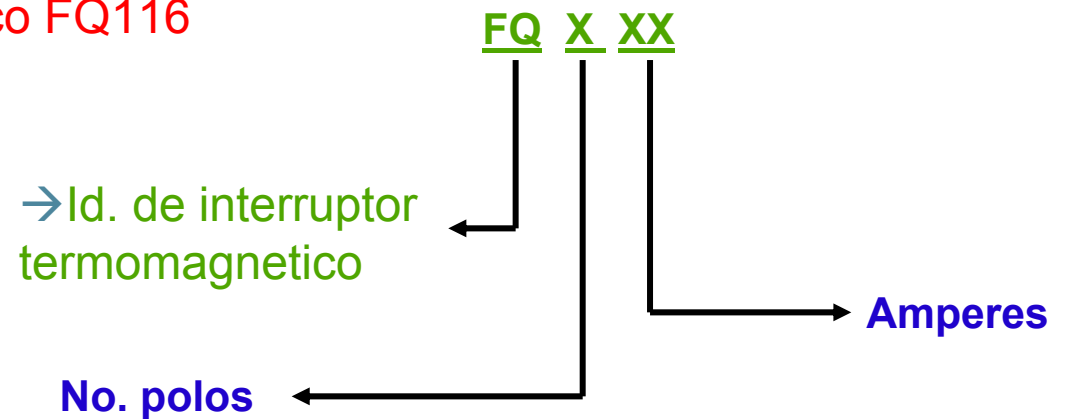 co FQ116
FQ X XX
→Id. de interruptor
termomagnetico
Amperes
No. polos